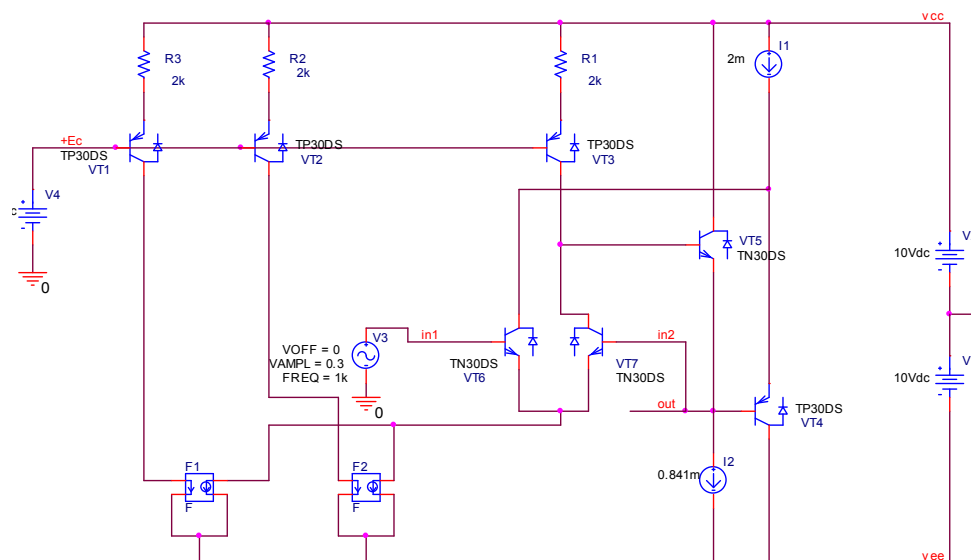 vcc
R3
2k
R2
2k
R1
2k
I1
2m
+Ec
TP30DS
VT1
TP30DS
VT2
TP30DS
VT3
V4
0
VT5
TN30DS
10Vdc
V
V3
in1
in2
VOFF = 0
VAMPL = 0.3
FREQ = 1k
0
TN30DS
VT6
VT7
TN30DS
V
10Vdc
out
TP30DS
VT4
F1
F
F2
F
I2
0.841m
vee